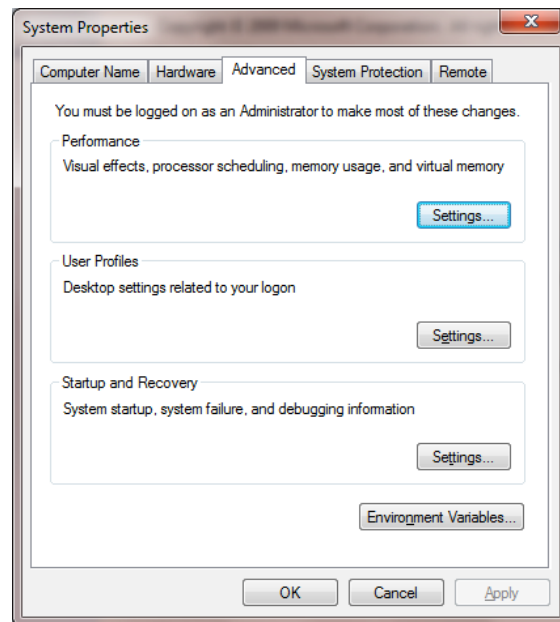 System Properties
Computer Name Hardware Advanced System Protection Remote
You must be logged on as an Administrator to make most of these changes.
Performance
Visual effects, processor scheduling, memory usage, and virtual memory
Settings...
User Profiles
Desktop settings related to your logon
Settings...
Startup and Recovery
System startup, system failure, and debugging information
Settings...
Environment Variables...
OK Cancel Apply